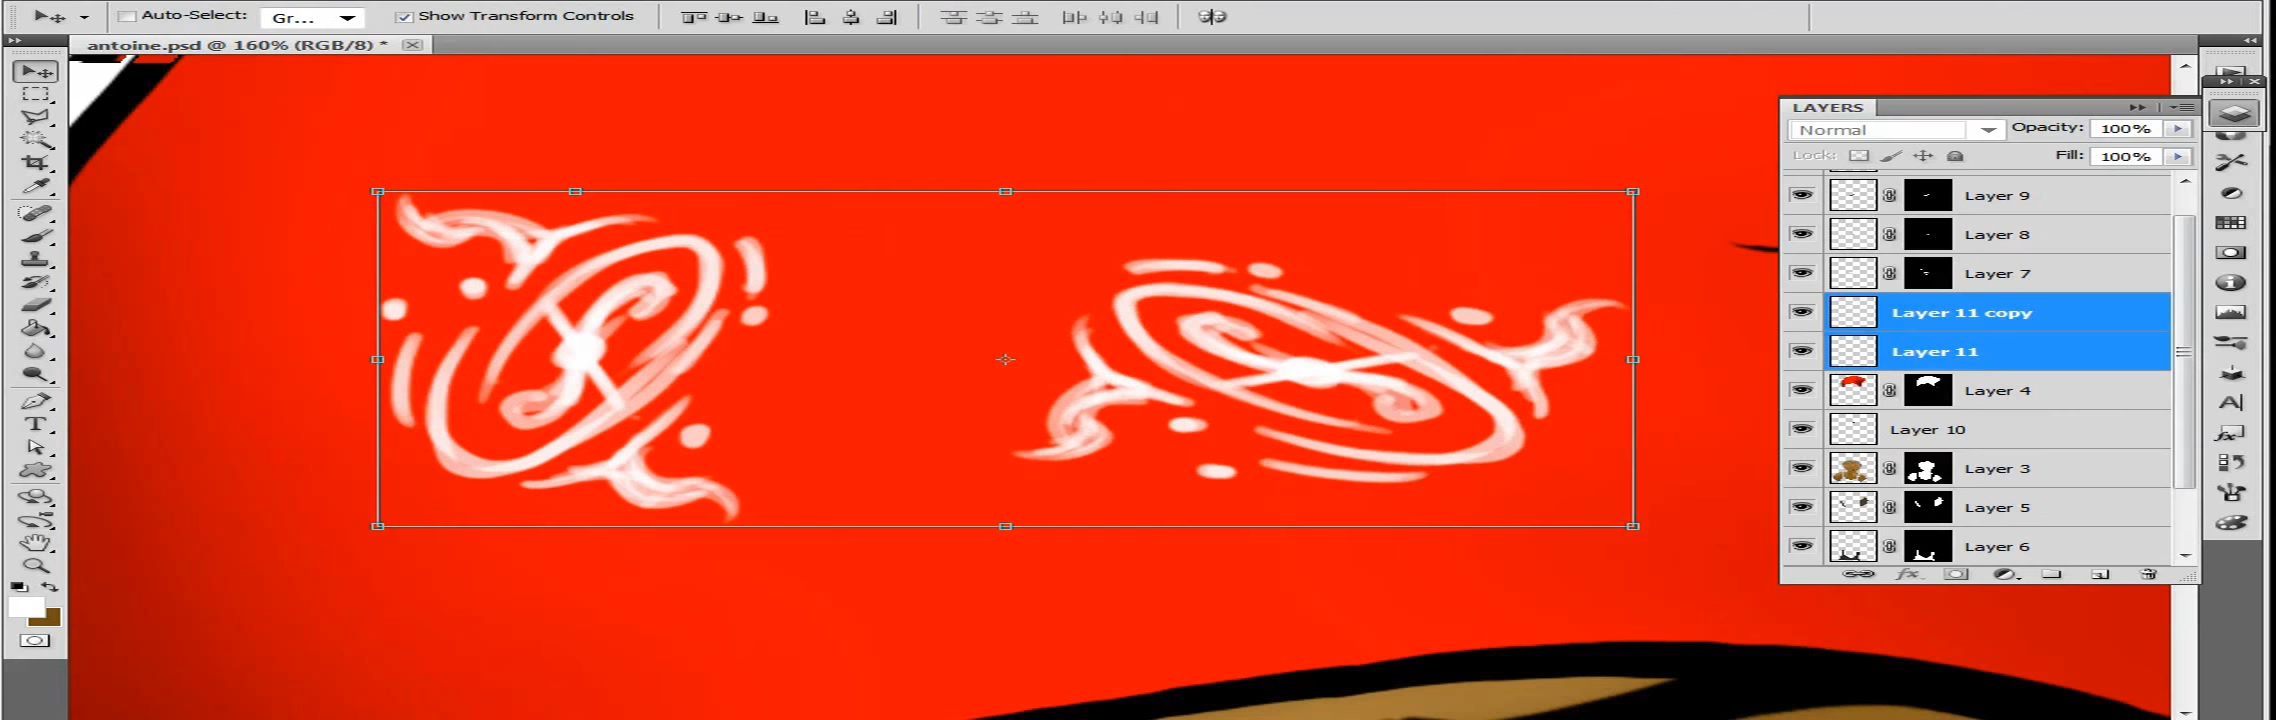 Auto-Select: Gr... Show Transform Controls
antoine.psd @ 160% (RGB/8) *
LAYERS
Normal Opacity: 100%
Lock: Fill: 100%
Layer 9
Layer 8
Layer 7
Layer 11 copy
Layer 11
Layer 4
Layer 10
Layer 3
Layer 5
Layer 6